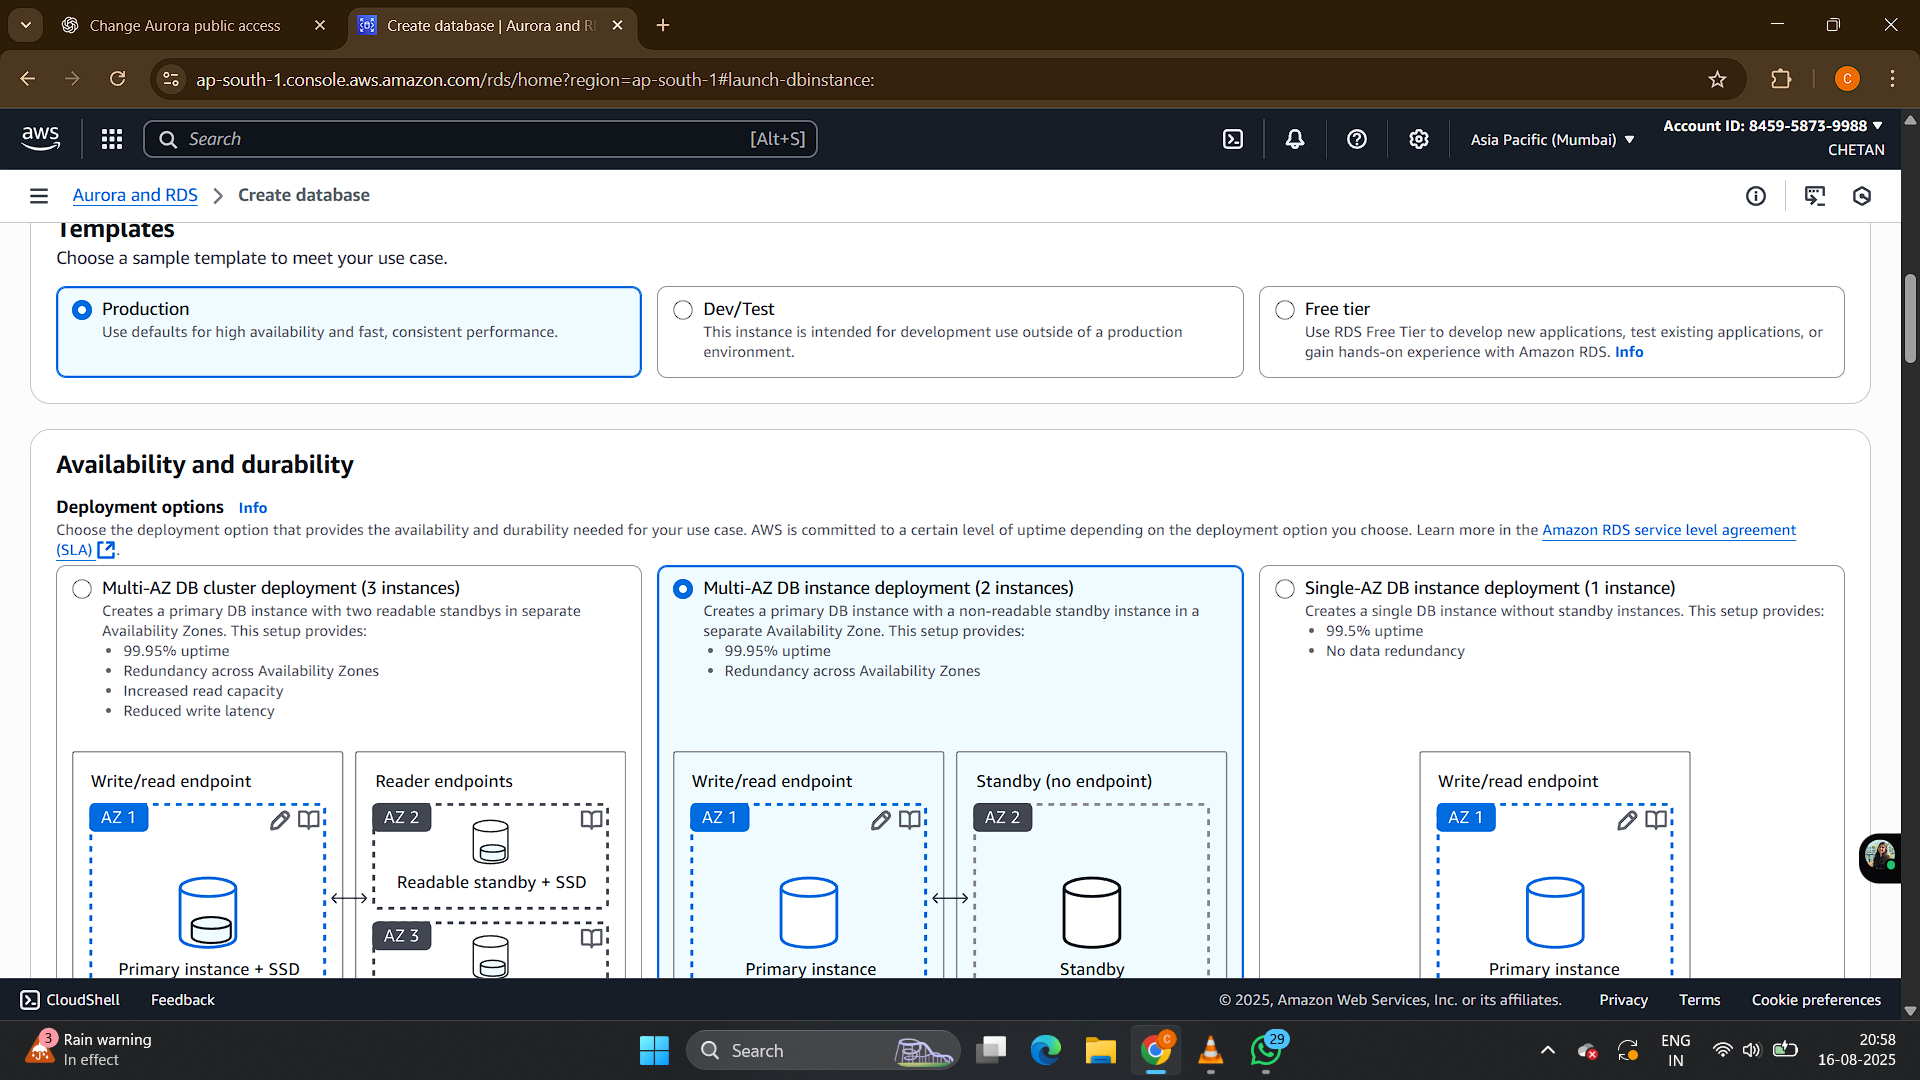 Change Aurora public access
Create database | Aurora and R
ap-south-1.console.aws.amazon.com/rds/home?region=ap-south-1#launch-dbinstance:
C
aws
Search
[Alt+S]
Asia Pacific (Mumbai)
Account ID: 8459-5873-9988
CHETAN
Aurora and RDS
Create database
Templates
Choose a sample template to meet your use case.
Production
Use defaults for high availability and fast, consistent performance.
Dev/Test
This instance is intended for development use outside of a production
environment.
Free tier
Use RDS Free Tier to develop new applications, test existing applications, or
gain hands-on experience with Amazon RDS. Info
Availability and durability
Deployment options Info
Choose the deployment option that provides the availability and durability needed for your use case. AWS is committed to a certain level of uptime depending on the deployment option you choose. Learn more in the Amazon RDS service level agreement
(SLA).
Multi-AZ DB cluster deployment (3 instances)
Creates a primary DB instance with two readable standbys in separate
Availability Zones. This setup provides:
• 99.95% uptime
• Redundancy across Availability Zones
• Increased read capacity
• Reduced write latency
Write/read endpoint
AZ 1
Primary instance + SSD
Reader endpoints
AZ 2
Readable standby + SSD
AZ 3
Multi-AZ DB instance deployment (2 instances)
Creates a primary DB instance with a non-readable standby instance in a
separate Availability Zone. This setup provides:
• 99.95% uptime
• Redundancy across Availability Zones
Write/read endpoint
AZ 1
Primary instance
Standby (no endpoint)
AZ 2
Standby
Single-AZ DB instance deployment (1 instance)
Creates a single DB instance without standby instances. This setup provides:
• 99.5% uptime
• No data redundancy
Write/read endpoint
AZ 1
Primary instance
CloudShell
Feedback
© 2025, Amazon Web Services, Inc. or its affiliates.
Privacy
Terms
Cookie preferences
3
Rain warning
In effect
Search
C
29
ENG
IN
20:58
16-08-2025